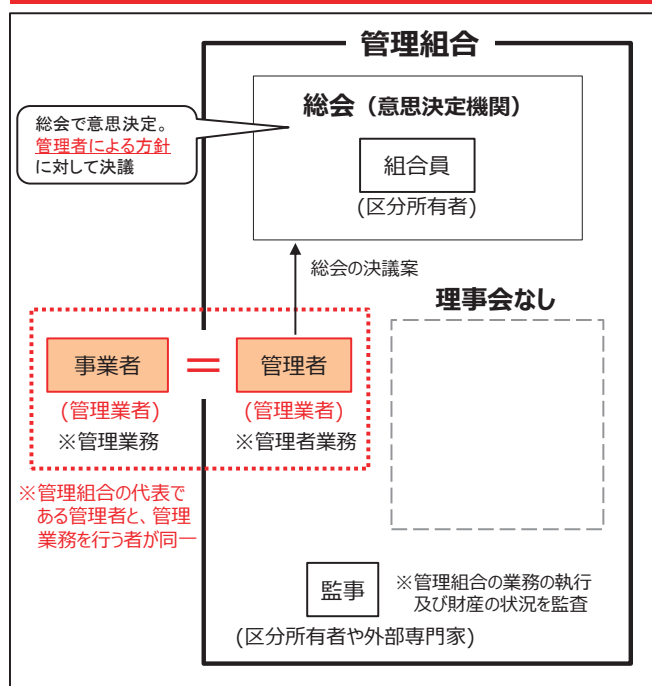 管理組合
総会(意思決定機関)
総会で意思決定。
管理者による方針
に対して決議
組合員
(区分所有者)
総会の決議案
理事会なし
事業者
=
管理者
(管理業者)
(管理業者)
※管理業務
※管理者業務
※管理組合の代表で
ある管理者と、管理
業務を行う者が同一
監事
※管理組合の業務の執行
及び財産の状況を監査
(区分所有者や外部専門家)